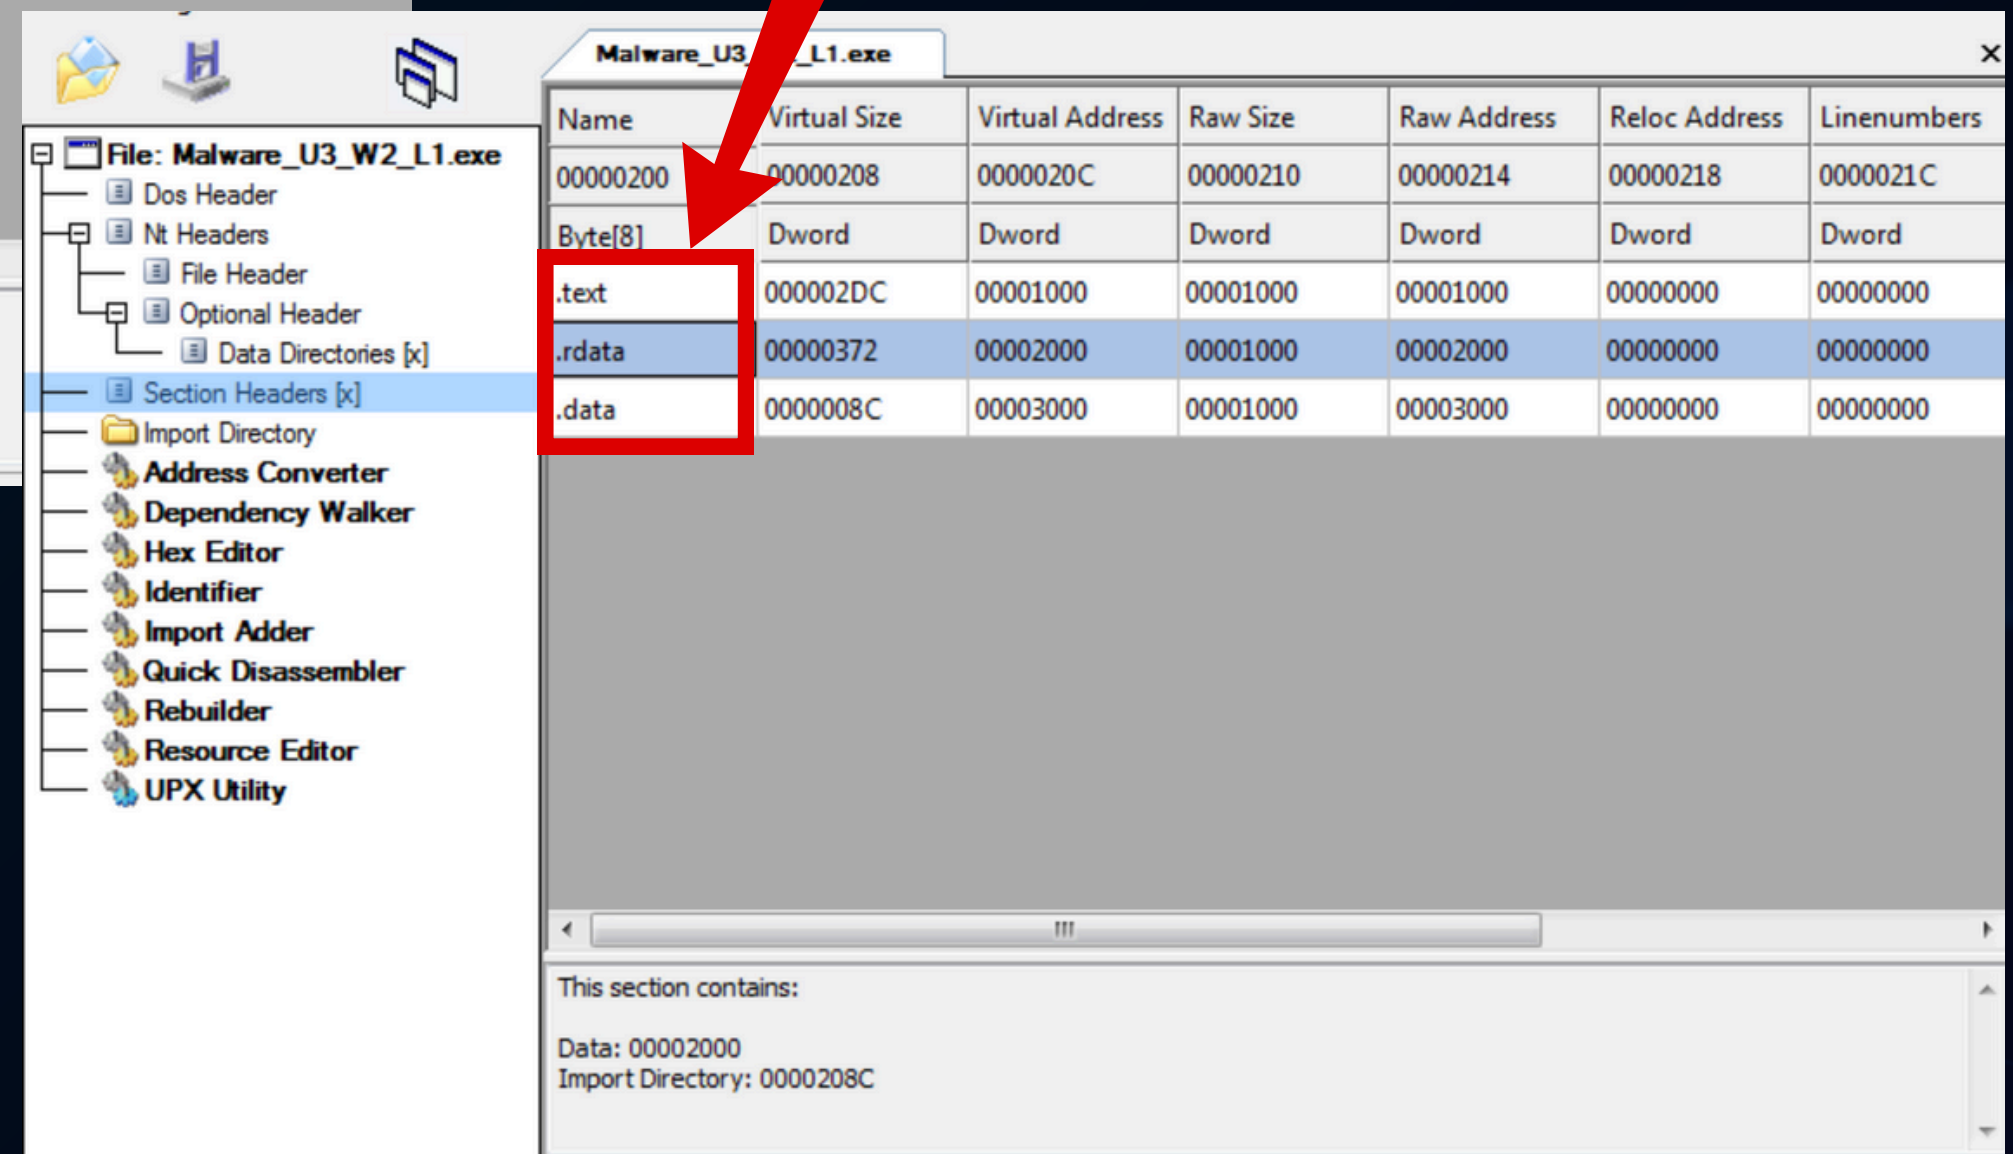 Malware_U3_ _L1.exe
Name Virtual Size Virtual Address Raw Size Raw Address Reloc Address Linenumbers
00000200 00000208 0000020C 00000210 00000214 00000218 0000021C
Byte[8] Dword Dword Dword Dword Dword Dword
.text 000002DC 00001000 00001000 00001000 00000000 00000000
.rdata 00000372 00002000 00001000 00002000 00000000 00000000
.data 0000008C 00003000 00001000 00003000 00000000 00000000
File: Malware_U3_W2_L1.exe
Dos Header
Nt Headers
File Header
Optional Header
Data Directories [x]
Section Headers [x]
Import Directory
Address Converter
Dependency Walker
Hex Editor
Identifier
Import Adder
Quick Disassembler
Rebuilder
Resource Editor
UPX Utility
This section contains:
Data: 00002000
Import Directory: 0000208C